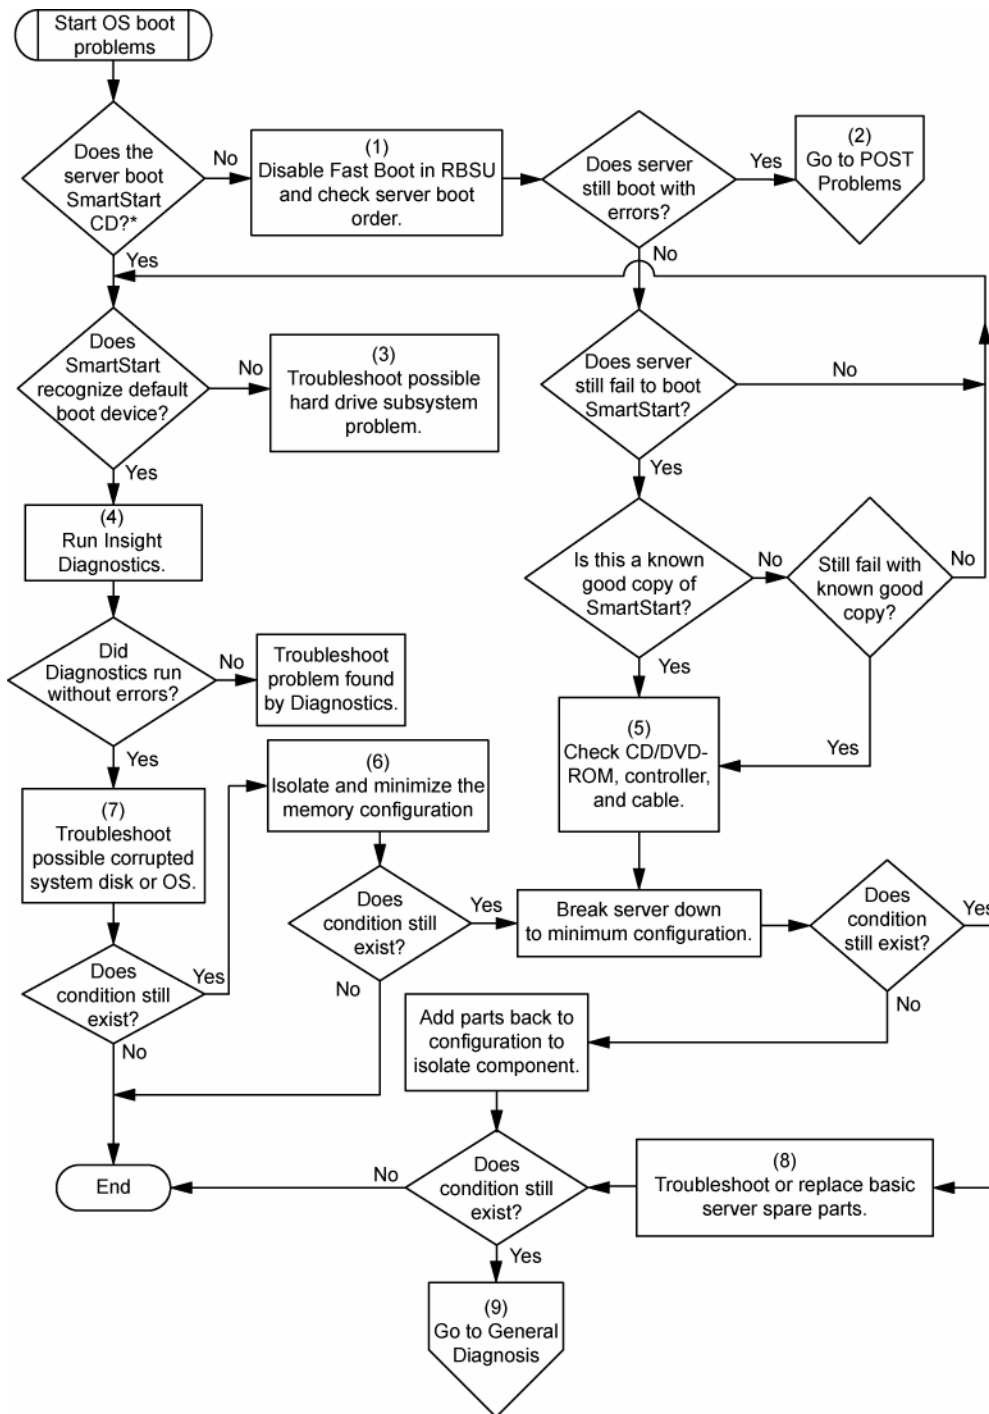 Start OS boot
problems
Does the
server boot
SmartStart
CD?*
No
Yes
(1)
Disable Fast Boot in RBSU
and check server boot
order.
Does server
still boot with
errors?
Yes
No
(2)
Go to POST
Problems
Does
SmartStart
recognize default
boot device?
No
Yes
(3)
Troubleshoot possible
hard drive subsystem
problem.
Does server
still fail to boot
SmartStart?
No
Yes
(4)
Run Insight
Diagnostics.
Is this a known
good copy of
SmartStart?
No
Yes
Still fail with
known good
copy?
No
Yes
Did
Diagnostics run
without errors?
No
Yes
Troubleshoot
problem found
by Diagnostics.
(5)
Check CD/DVD-
ROM, controller,
and cable.
(6)
Isolate and minimize the
memory configuration
(7)
Troubleshoot
possible corrupted
system disk or OS.
Does
condition still
exist?
Yes
No
Break server down
to minimum configuration.
Does
condition
still exist?
Yes
No
Does
condition still
exist?
Yes
No
Add parts back to
configuration to
isolate component.
End
No
Does
condition still
exist?
Yes
(8)
Troubleshoot or replace basic
server spare parts.
(9)
Go to General
Diagnosis